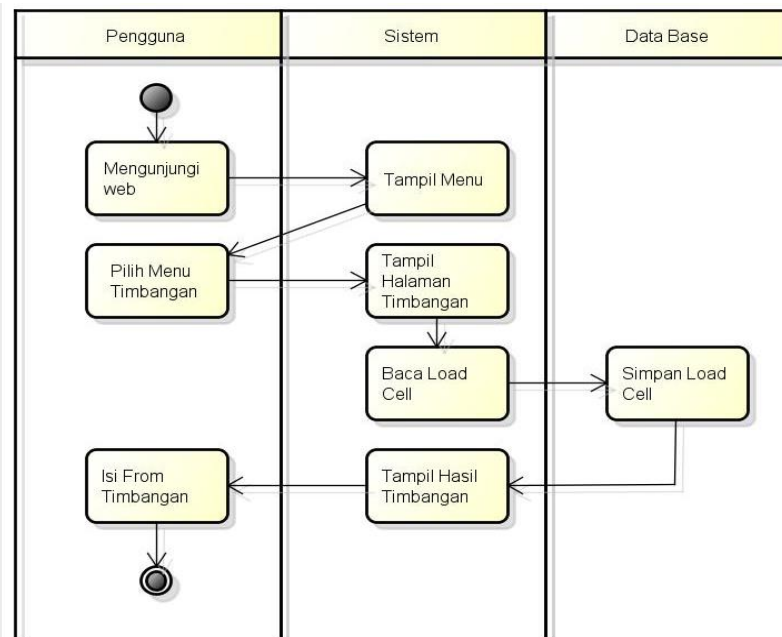 Pengguna
Sistem
Data Base
Mengunjungi
web
Tampil Menu
Pilih Menu
Timbangan
Tampil
Halaman
Timbangan
Baca Load
Cell
Simpan Load
Cell
Tampil Hasil
Timbangan
Isi From
Timbangan